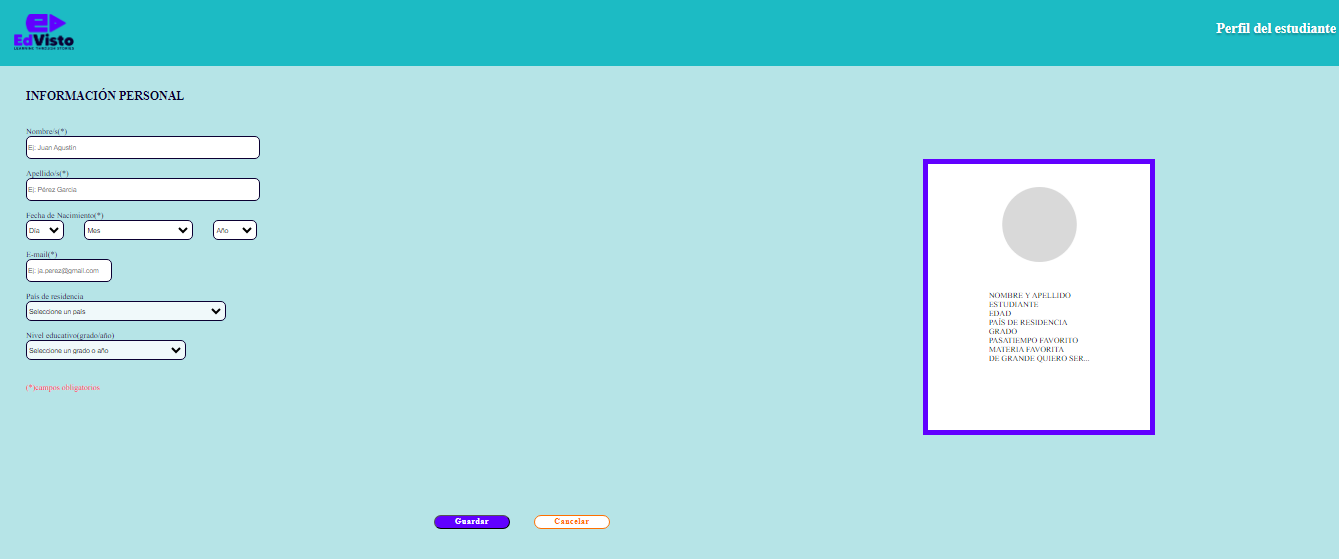 EdVisto
LEARNING THROUGH STORIES
Perfil del estudiante
INFORMACIÓN PERSONAL
Nombre/s(*)
Ej: Juan Agustín
Apellido/s(*)
Ej: Pérez García
Fecha de Nacimiento(*)
Día Mes Año
E-mail(*)
Ej: ja.perez@gmail.com
País de residencia
Seleccione un país
Nivel educativo(grado/año)
Seleccione un grado o año
(*)campos obligatorios
NOMBRE Y APELLIDO
ESTUDIANTE
EDAD
PAÍS DE RESIDENCIA
GRADO
PASATIEMPO FAVORITO
MATERIA FAVORITA
DE GRANDE QUIERO SER...
Guardar Cancelar